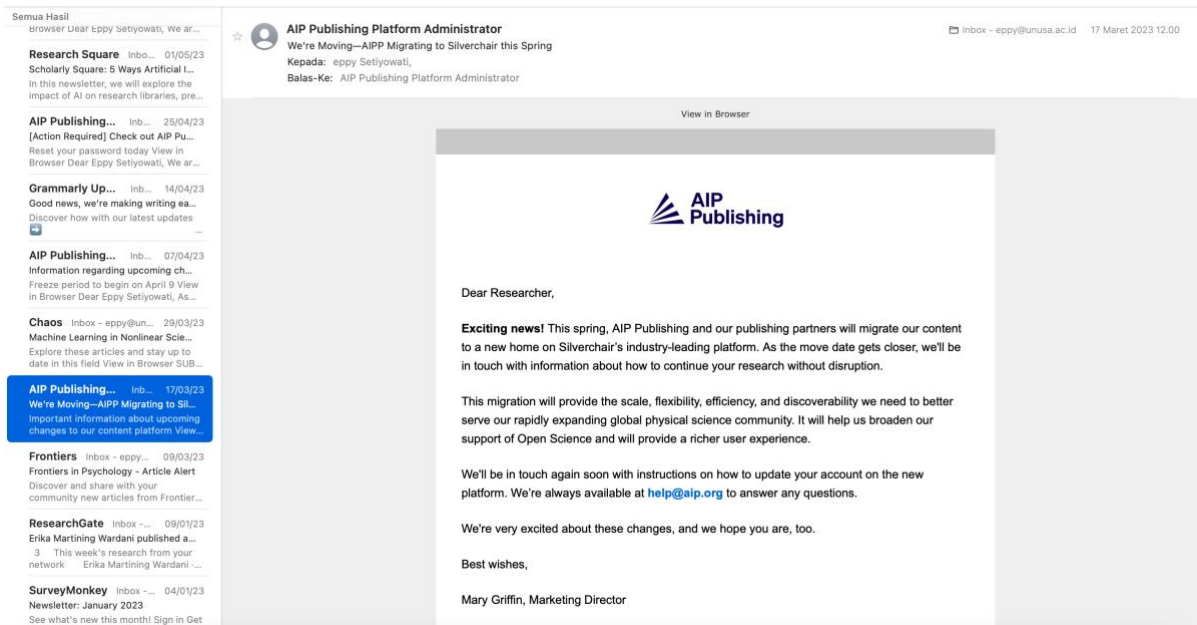 Semua Hasil
Browser Dear Eppy Setiyowati, We ar...
Research Square Inbo... 01/05/23
Scholarly Square: 5 Ways Artificial I...
In this newsletter, we will explore the
impact of AI on research libraries, pre...
AIP Publishing... Inb... 25/04/23
[Action Required] Check out AIP Pu...
Reset your password today View in
Browser Dear Eppy Setiyowati, We ar...
Grammarly Up... Inb... 14/04/23
Good news, we're making writing ea...
Discover how with our latest updates
➡️ ...
AIP Publishing... Inb... 07/04/23
Information regarding upcoming ch...
Freeze period to begin on April 9 View
in Browser Dear Eppy Setiyowati, As...
Chaos Inbox - eppy@un... 29/03/23
Machine Learning in Nonlinear Scie...
Explore these articles and stay up to
date in this field View in Browser SUB...
AIP Publishing... Inb... 17/03/23
We're Moving—AIPP Migrating to Sil...
Important information about upcoming
changes to our content platform View...
Frontiers Inbox - eppy... 09/03/23
Frontiers in Psychology - Article Alert
Discover and share with your
community new articles from Frontier...
ResearchGate Inbox -... 09/01/23
Erika Martining Wardani published a...
3 This week's research from your
network Erika Martining Wardani -...
SurveyMonkey Inbox -... 04/01/23
Newsletter: January 2023
See what's new this month! Sign in Get
AIP Publishing Platform Administrator
Inbox - eppy@unusa.ac.id 17 Maret 2023 12.00
We're Moving—AIPP Migrating to Silverchair this Spring
Kepada: eppy Setiyowati,
Balas-Ke: AIP Publishing Platform Administrator
View in Browser
AIP
Publishing
Dear Researcher,
Exciting news! This spring, AIP Publishing and our publishing partners will migrate our content
to a new home on Silverchair's industry-leading platform. As the move date gets closer, we'll be
in touch with information about how to continue your research without disruption.
This migration will provide the scale, flexibility, efficiency, and discoverability we need to better
serve our rapidly expanding global physical science community. It will help us broaden our
support of Open Science and will provide a richer user experience.
We'll be in touch again soon with instructions on how to update your account on the new
platform. We're always available at help@aip.org to answer any questions.
We're very excited about these changes, and we hope you are, too.
Best wishes,
Mary Griffin, Marketing Director